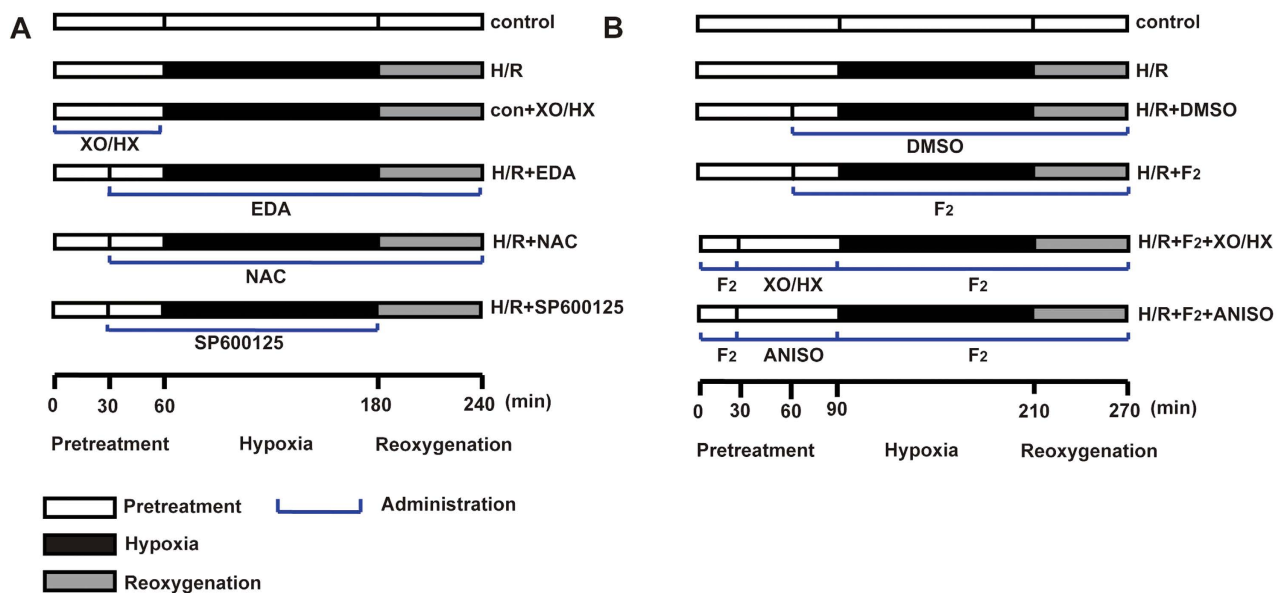 A
control
H/R
con+XO/HX
XO/HX
H/R+EDA
EDA
H/R+NAC
NAC
H/R+SP600125
SP600125
0 30 60 180 240 (min)
Pretreatment Hypoxia Reoxygenation
B
control
H/R
H/R+DMSO
DMSO
H/R+F2
F2
H/R+F2+XO/HX
F2 XO/HX F2
H/R+F2+ANISO
F2 ANISO F2
0 30 60 90 210 270 (min)
Pretreatment Hypoxia Reoxygenation
Pretreatment Administration
Hypoxia
Reoxygenation